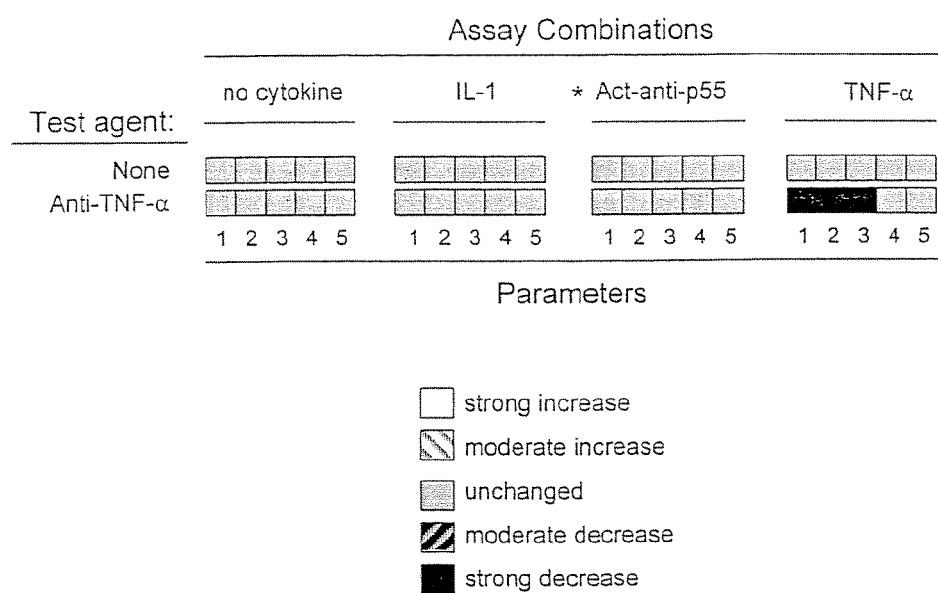 Assay Combinations
no cytokine IL-1 * Act-anti-p55 TNF-α
Test agent:
None
Anti-TNF-α
1 2 3 4 5 1 2 3 4 5 1 2 3 4 5 1 2 3 4 5
Parameters
strong increase
moderate increase
unchanged
moderate decrease
strong decrease